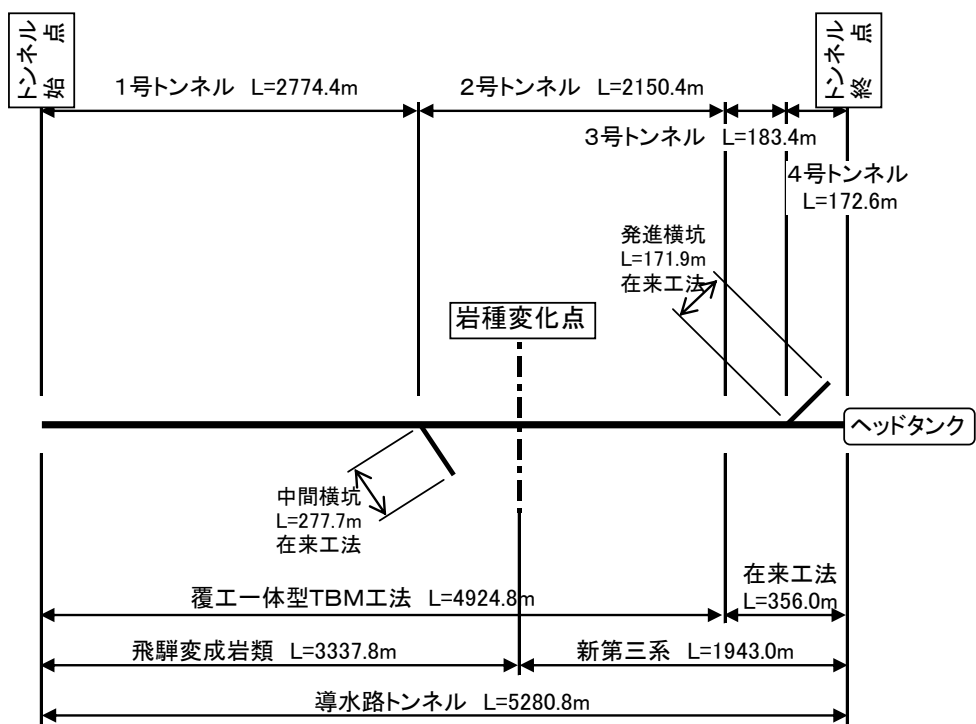 トンネル始点
トンネル終点
1号トンネル L=2774.4m
2号トンネル L=2150.4m
3号トンネル L=183.4m
4号トンネル
L=172.6m
発進横坑
L=171.9m
在来工法
岩種変化点
ヘッドタンク
中間横坑
L=277.7m
在来工法
在来工法
L=356.0m
覆工一体型TBM工法 L=4924.8m
飛騨変成岩類 L=3337.8m
新第三系 L=1943.0m
導水路トンネル L=5280.8m